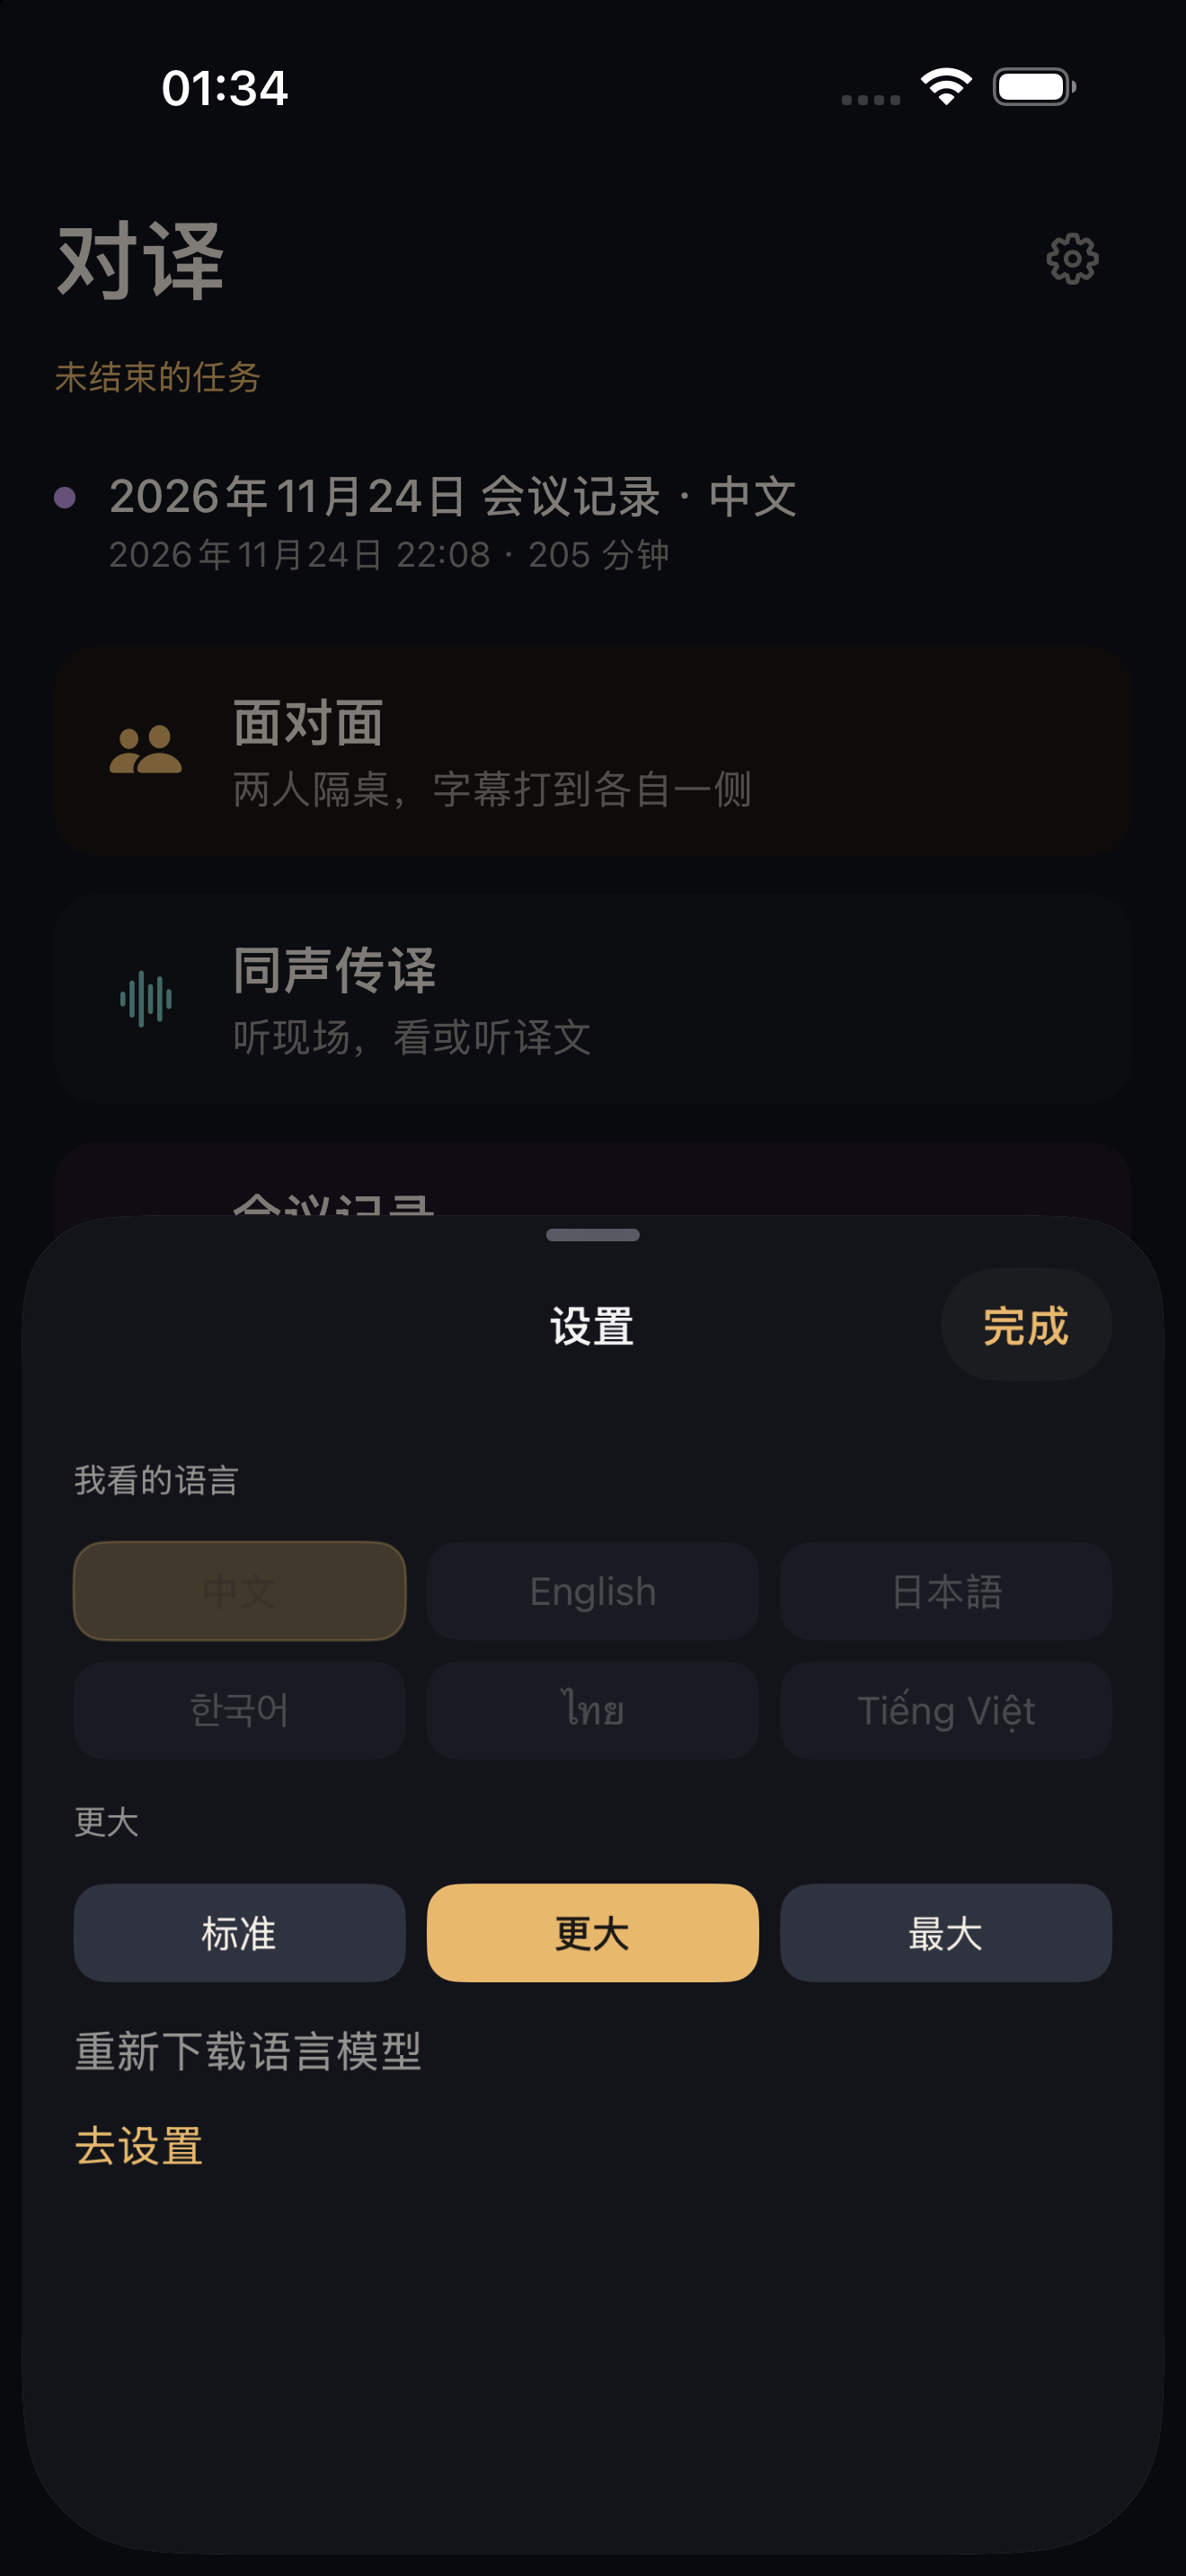 01:34
对译
未结束的任务
2026年11月24日 会议记录 · 中文
2026年11月24日 22:08 · 205 分钟
面对面
两人隔桌，字幕打到各自一侧
同声传译
听现场，看或听译文
会议记录
设置
完成
我看的语言
中文 English 日本語
한국어 ไทย Tiếng Việt
更大
标准 更大 最大
重新下载语言模型
去设置